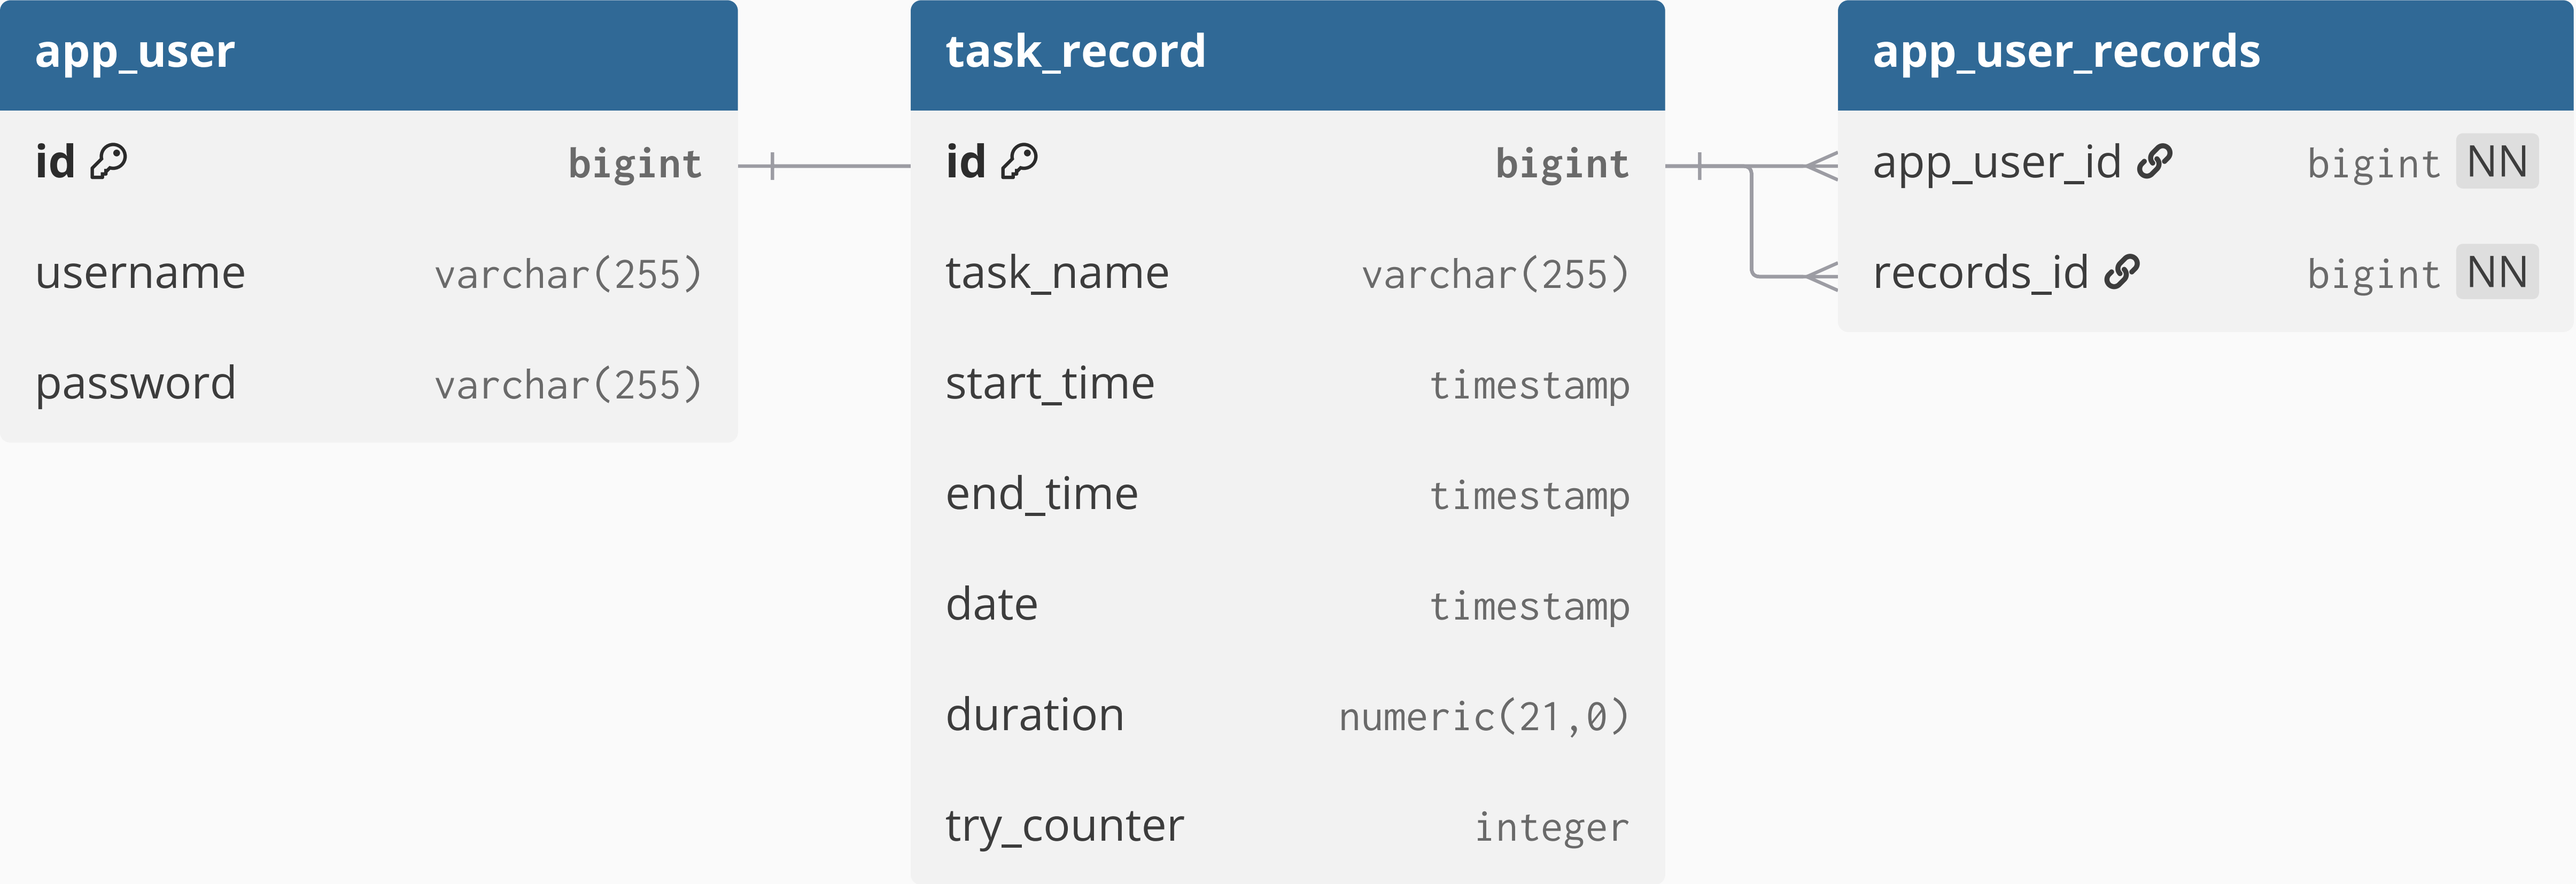 app_user
id bigint
username varchar(255)
password varchar(255)
task_record
id bigint
task_name varchar(255)
start_time timestamp
end_time timestamp
date timestamp
duration numeric(21,0)
try_counter integer
app_user_records
app_user_id bigint NN
records_id bigint NN